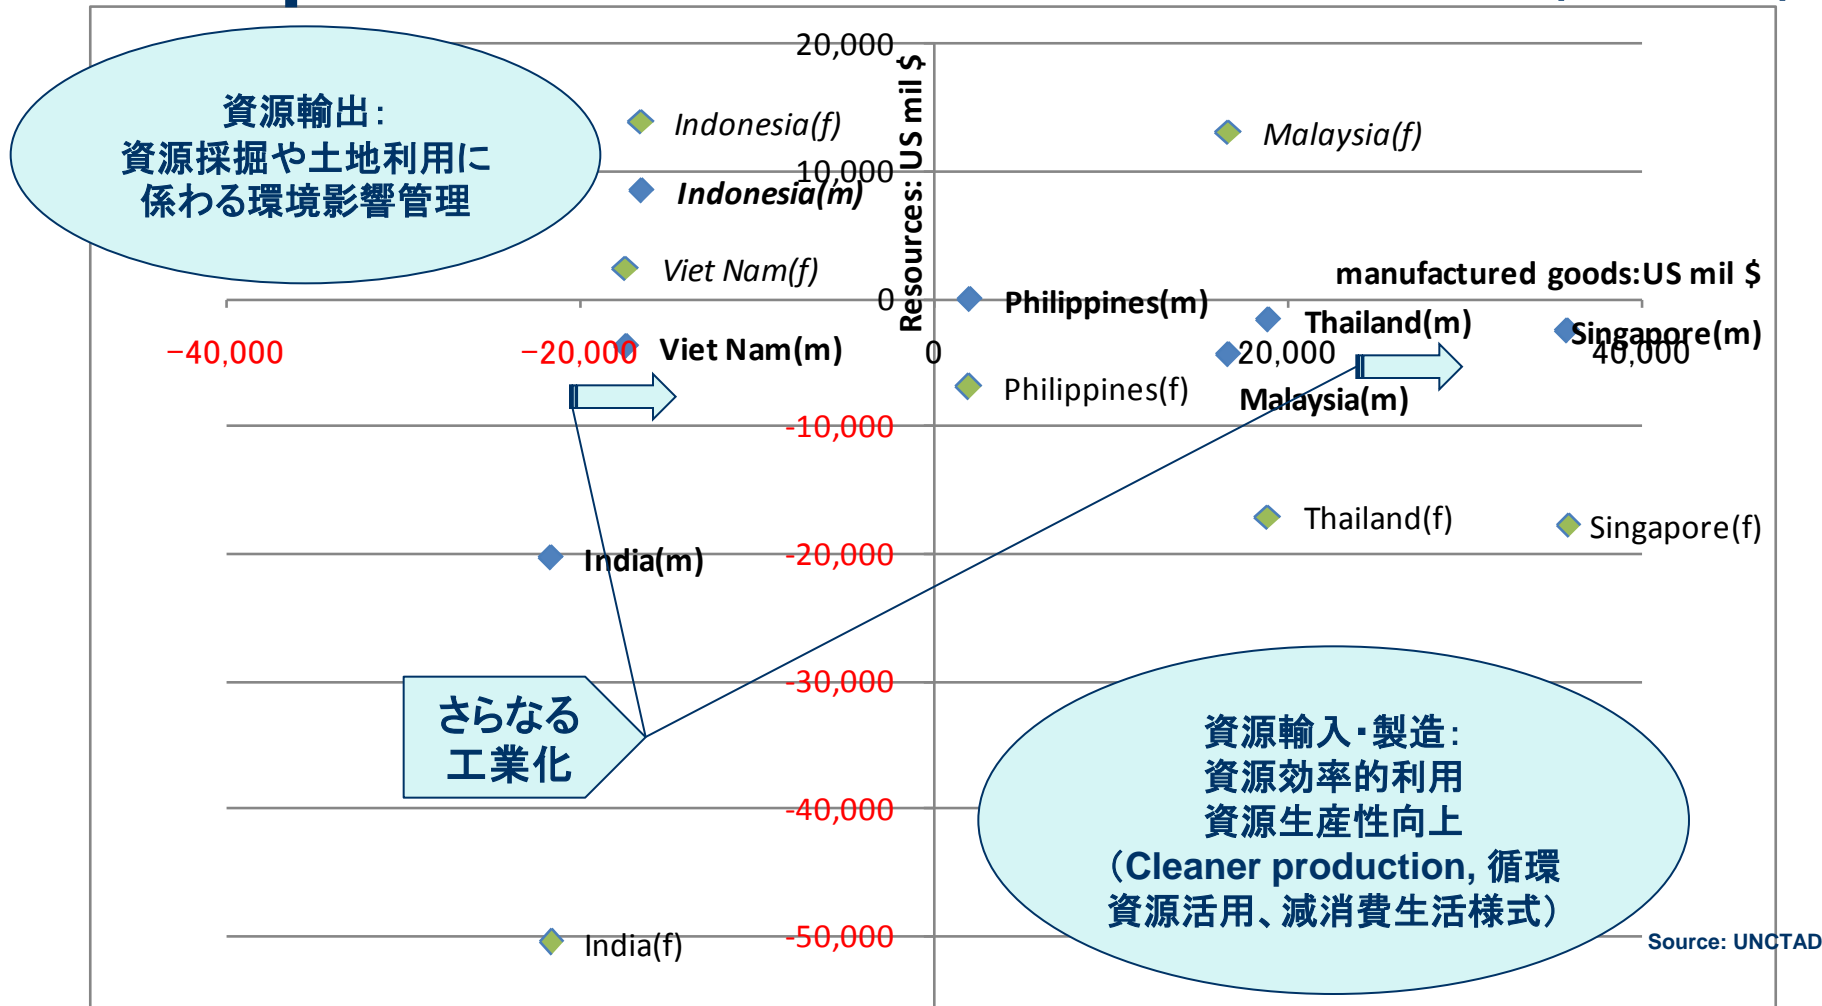 20,000
Resources: US mil $
資源輸出：
資源採掘や土地利用に
係わる環境影響管理
Indonesia(f)
Malaysia(f)
10,000
Indonesia(m)
Viet Nam(f)
manufactured goods:US mil $
0
Philippines(m)
Thailand(m)
Singapore(m)
−40,000
−20,000
Viet Nam(m)
0
20,000
40,000
Philippines(f)
Malaysia(m)
-10,000
Thailand(f)
Singapore(f)
-20,000
India(m)
-30,000
さらなる
工業化
資源輸入・製造：
資源効率的利用
資源生産性向上
（Cleaner production, 循環
資源活用、減消費生活様式）
-40,000
-50,000
India(f)
Source: UNCTAD